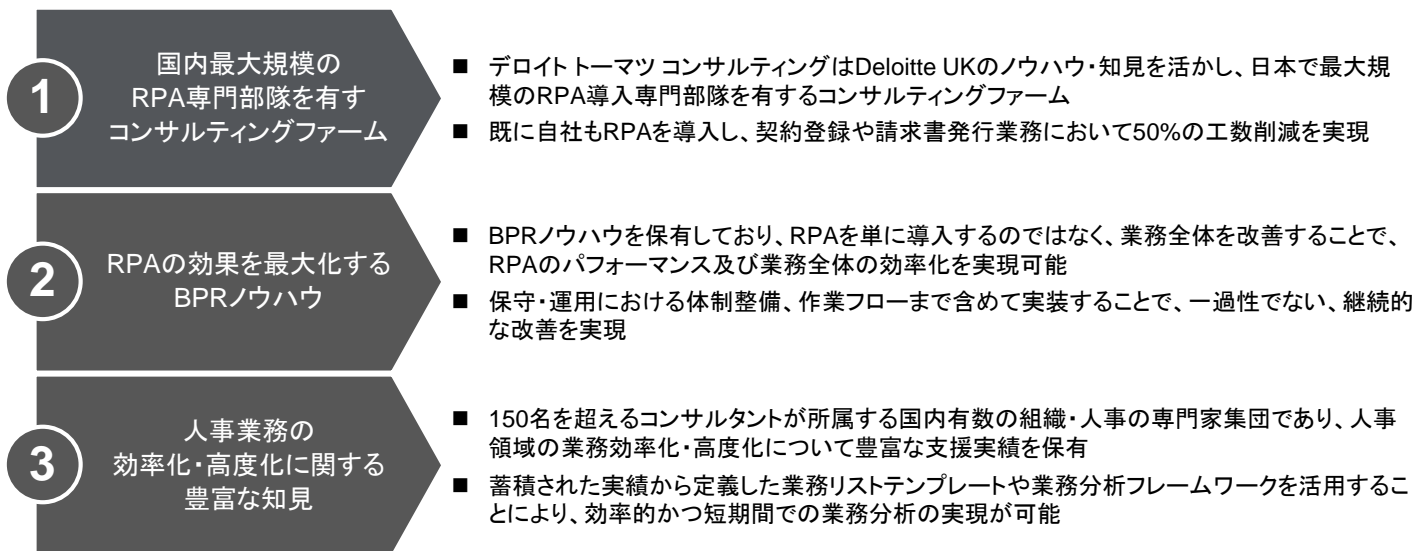 1
国内最大規模の
RPA専門部隊を有す
コンサルティングファーム
■ デロイト トーマツ コンサルティングはDeloitte UKのノウハウ・知見を活かし、日本で最大規
模のRPA導入専門部隊を有するコンサルティングファーム
■ 既に自社もRPAを導入し、契約登録や請求書発行業務において50%の工数削減を実現
2
RPAの効果を最大化する
BPRノウハウ
■ BPRノウハウを保有しており、RPAを単に導入するのではなく、業務全体を改善することで、
RPAのパフォーマンス及び業務全体の効率化を実現可能
■ 保守・運用における体制整備、作業フローまで含めて実装することで、一過性でない、継続的
な改善を実現
3
人事業務の
効率化・高度化に関する
豊富な知見
■ 150名を超えるコンサルタントが所属する国内有数の組織・人事の専門家集団であり、人事
領域の業務効率化・高度化について豊富な支援実績を保有
■ 蓄積された実績から定義した業務リストテンプレートや業務分析フレームワークを活用するこ
とにより、効率的かつ短期間での業務分析の実現が可能